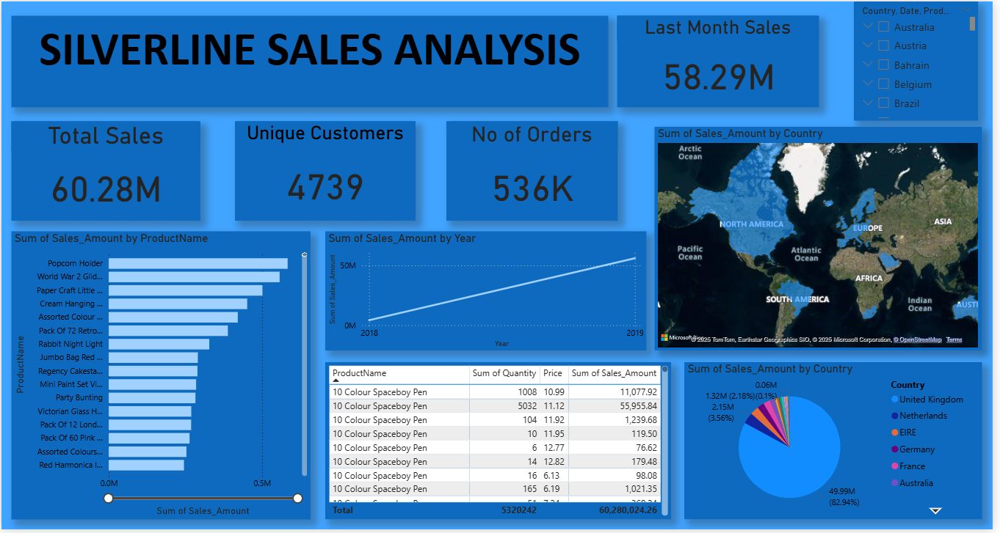 SILVERLINE SALES ANALYSIS
Last Month Sales
58.29M
Country, Date, Prod...
Australia
Austria
Bahrain
Belgium
Brazil
Total Sales
60.28M
Unique Customers
4739
No of Orders
536K
Sum of Sales_Amount by Country
Arctic
Ocean
NORTH AMERICA
EUROPE
ASIA
Pacific
Ocean
Atlantic
Ocean
AFRICA
SOUTH AMERICA
Indian
Ocean
AUST
© 2025 TomTom, Earthstar Geographics SIO, © 2025 Microsoft Corporation, © OpenStreetMap Terms
Sum of Sales_Amount by ProductName
ProductName
Popcorn Holder
World War 2 Glid...
Paper Craft Little ...
Cream Hanging ...
Assorted Colour ...
Pack Of 72 Retro...
Rabbit Night Light
Jumbo Bag Red ...
Regency Cakesta...
Mini Paint Set Vi...
Party Bunting
Victorian Glass H...
Pack Of 12 Lond...
Pack Of 60 Pink ...
Assorted Colours...
Red Harmonica I...
0.0M 0.5M
Sum of Sales_Amount
Sum of Sales_Amount by Year
Sum of Sales_Amount
50M
0M
2018 2019
Year
ProductName Sum of Quantity Price Sum of Sales_Amount
10 Colour Spaceboy Pen 1008 10.99 11,077.92
10 Colour Spaceboy Pen 5032 11.12 55,955.84
10 Colour Spaceboy Pen 104 11.92 1,239.68
10 Colour Spaceboy Pen 10 11.95 119.50
10 Colour Spaceboy Pen 6 12.77 76.62
10 Colour Spaceboy Pen 14 12.82 179.48
10 Colour Spaceboy Pen 16 6.13 98.08
10 Colour Spaceboy Pen 165 6.19 1,021.35
Total 5320242 60,280,024.26
Sum of Sales_Amount by Country
0.06M
(0.1%)
1.32M (2.18%)
2.15M
(3.56%)
49.99M
(82.94%)
Country
United Kingdom
Netherlands
EIRE
Germany
France
Australia